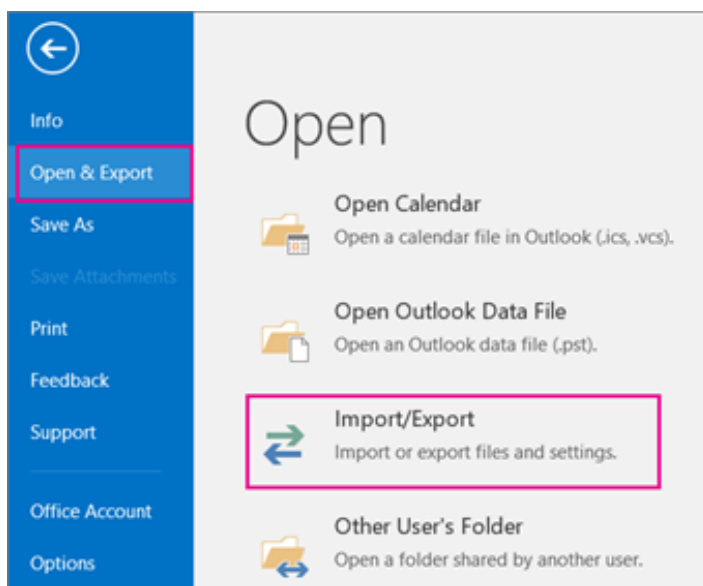 Info
Open & Export
Save As
Save Attachments
Print
Feedback
Support
Office Account
Options
Open
Open Calendar
Open a calendar file in Outlook (.ics, .vcs).
Open Outlook Data File
Open an Outlook data file (.pst).
Import/Export
Import or export files and settings.
Other User's Folder
Open a folder shared by another user.